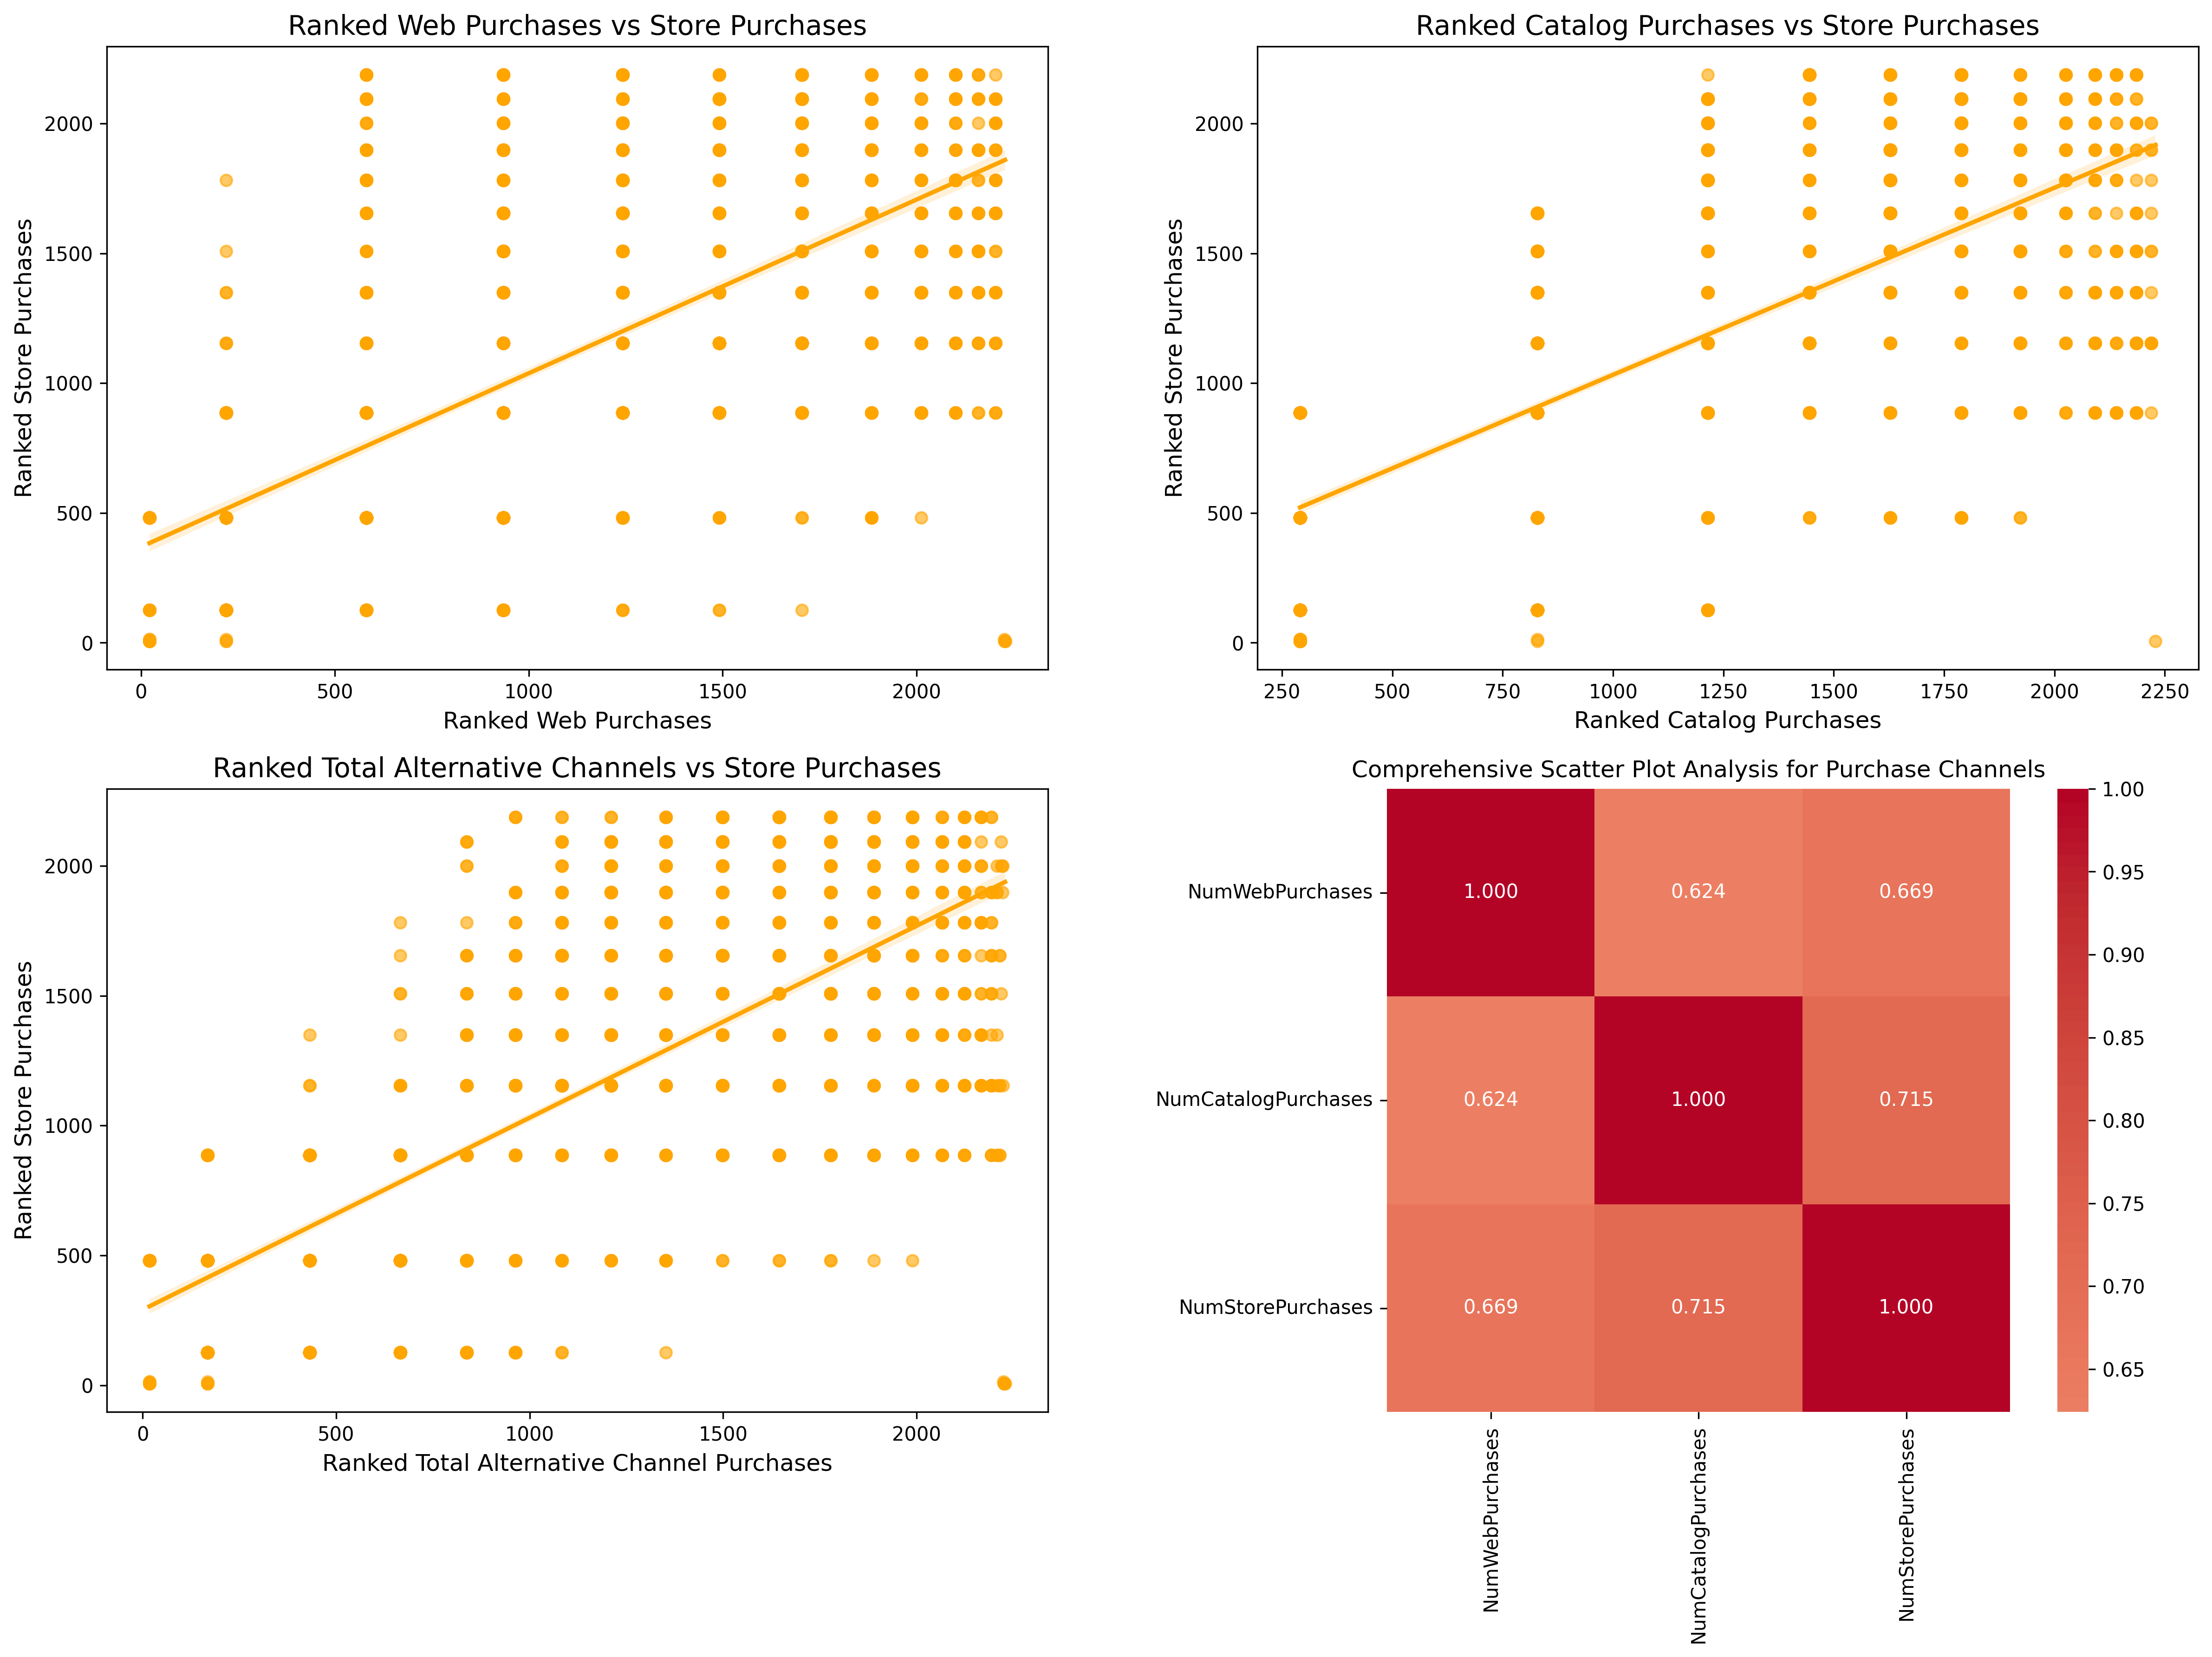 Ranked Web Purchases vs Store Purchases
Ranked Store Purchases
2000
1500
1000
500
0
0 500 1000 1500 2000
Ranked Web Purchases
Ranked Catalog Purchases vs Store Purchases
Ranked Store Purchases
2000
1500
1000
500
0
250 500 750 1000 1250 1500 1750 2000 2250
Ranked Catalog Purchases
Ranked Total Alternative Channels vs Store Purchases
Ranked Store Purchases
2000
1500
1000
500
0
0 500 1000 1500 2000
Ranked Total Alternative Channel Purchases
Comprehensive Scatter Plot Analysis for Purchase Channels
NumWebPurchases 1.000 0.624 0.669
NumCatalogPurchases 0.624 1.000 0.715
NumStorePurchases 0.669 0.715 1.000
NumWebPurchases
NumCatalogPurchases
NumStorePurchases
1.00
0.95
0.90
0.85
0.80
0.75
0.70
0.65